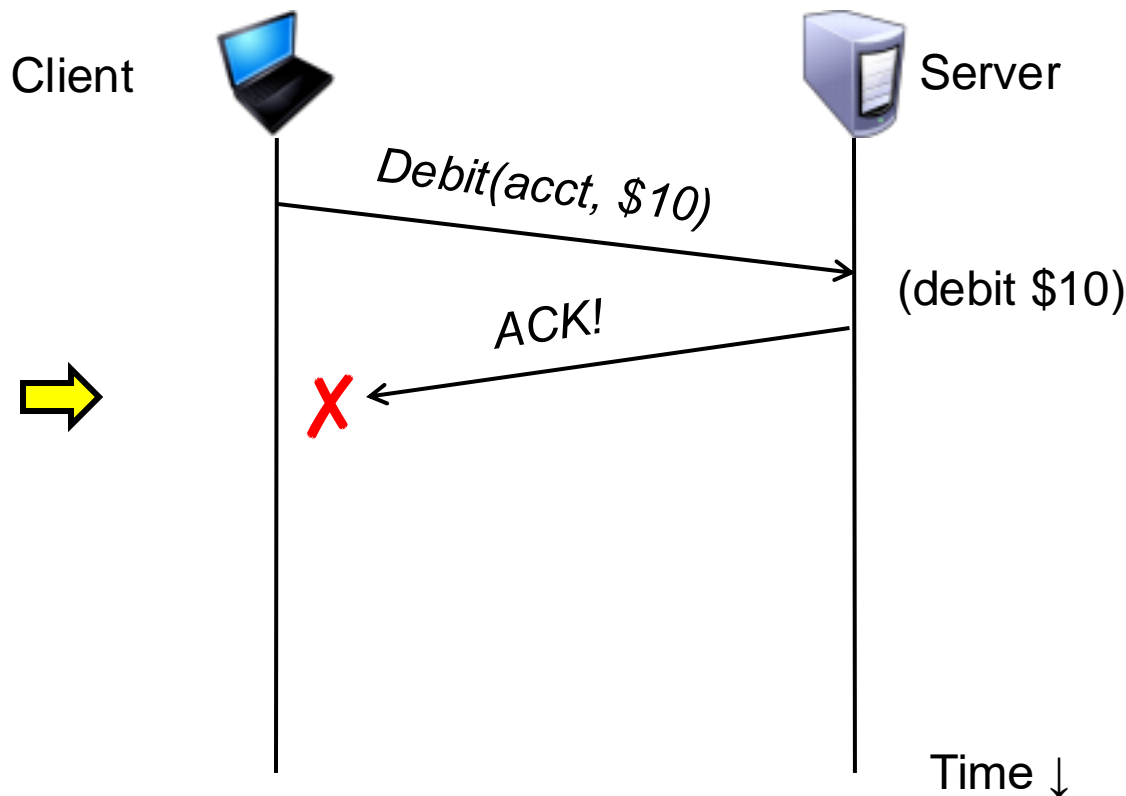 Client
Server
Debit(acct, $10)
(debit $10)
ACK!
Time ↓